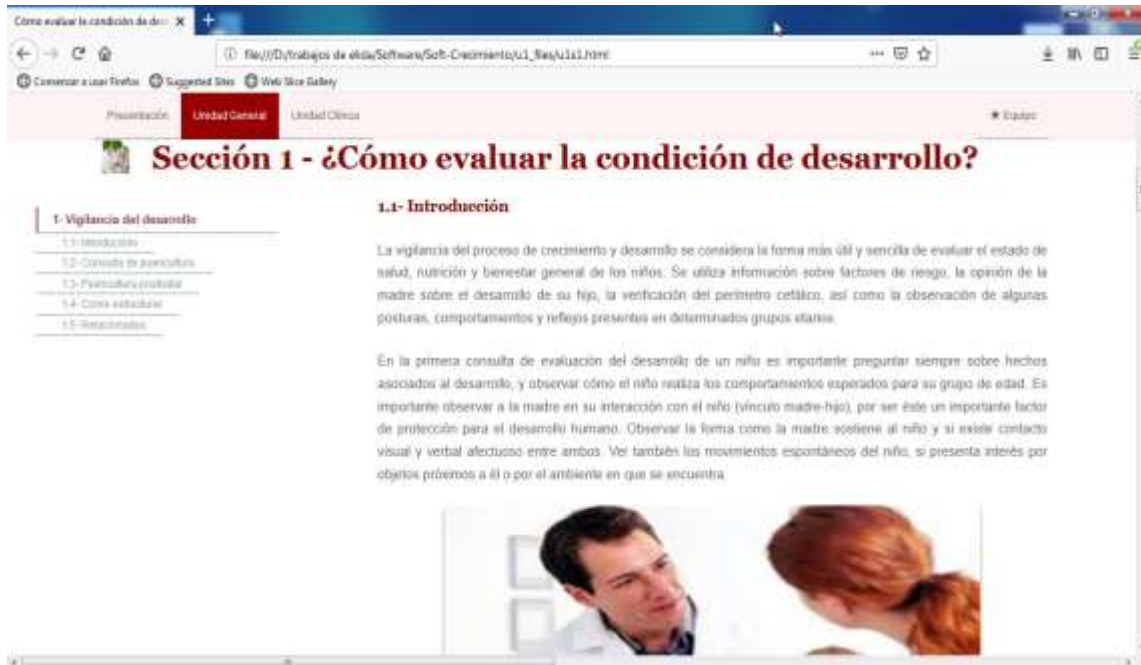 Como evaluar la condición de des
file:///D:/trabajos de elida/Software/Soft-Crecimiento/u1_files/u1s1.html
Comenzar a usar Firefox Suggested Sites Web Slice Gallery
Presentación Unidad General Unidad Clínica Equipo
Sección 1 - ¿Cómo evaluar la condición de desarrollo?
1- Vigilancia del desarrollo
1.1- Introducción
1.2- Consulta de puericultura
1.3- Puericultura postnatal
1.4- Cómo estructurar
1.5- Relacionados
1.1- Introducción
La vigilancia del proceso de crecimiento y desarrollo se considera la forma más útil y sencilla de evaluar el estado de
salud, nutrición y bienestar general de los niños. Se utiliza información sobre factores de riesgo, la opinión de la
madre sobre el desarrollo de su hijo, la verificación del perímetro cefálico, así como la observación de algunas
posturas, comportamientos y reflejos presentes en determinados grupos etarios.
En la primera consulta de evaluación del desarrollo de un niño es importante preguntar siempre sobre hechos
asociados al desarrollo, y observar cómo el niño realiza los comportamientos esperados para su grupo de edad. Es
importante observar a la madre en su interacción con el niño (vínculo madre-hijo), por ser éste un importante factor
de protección para el desarrollo humano. Observar la forma como la madre sostiene al niño y si existe contacto
visual y verbal afectuoso entre ambos. Ver también los movimientos espontáneos del niño, si presenta interés por
objetos próximos a él o por el ambiente en que se encuentra.